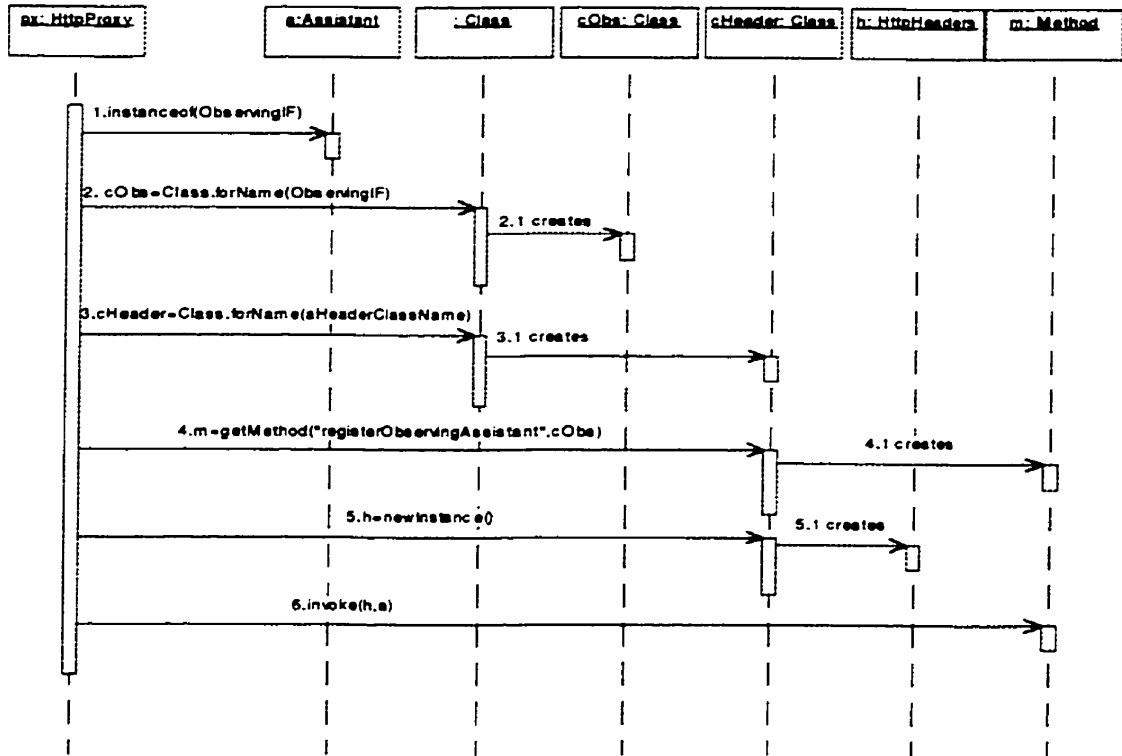 px: HttpProxy
a:Assistant
: Class
cObs: Class
cHeader: Class
h: HttpHeaders
m: Method
1.instanceof(ObservingIF)
2. cObs=Class.forName(ObservingIF)
2.1 creates
3.cHeader=Class.forName(aHeaderClassName)
3.1 creates
4.m=getMethod("registerObservingAssistant",cObs)
4.1 creates
5.h=newInstance()
5.1 creates
6.invoke(h,a)